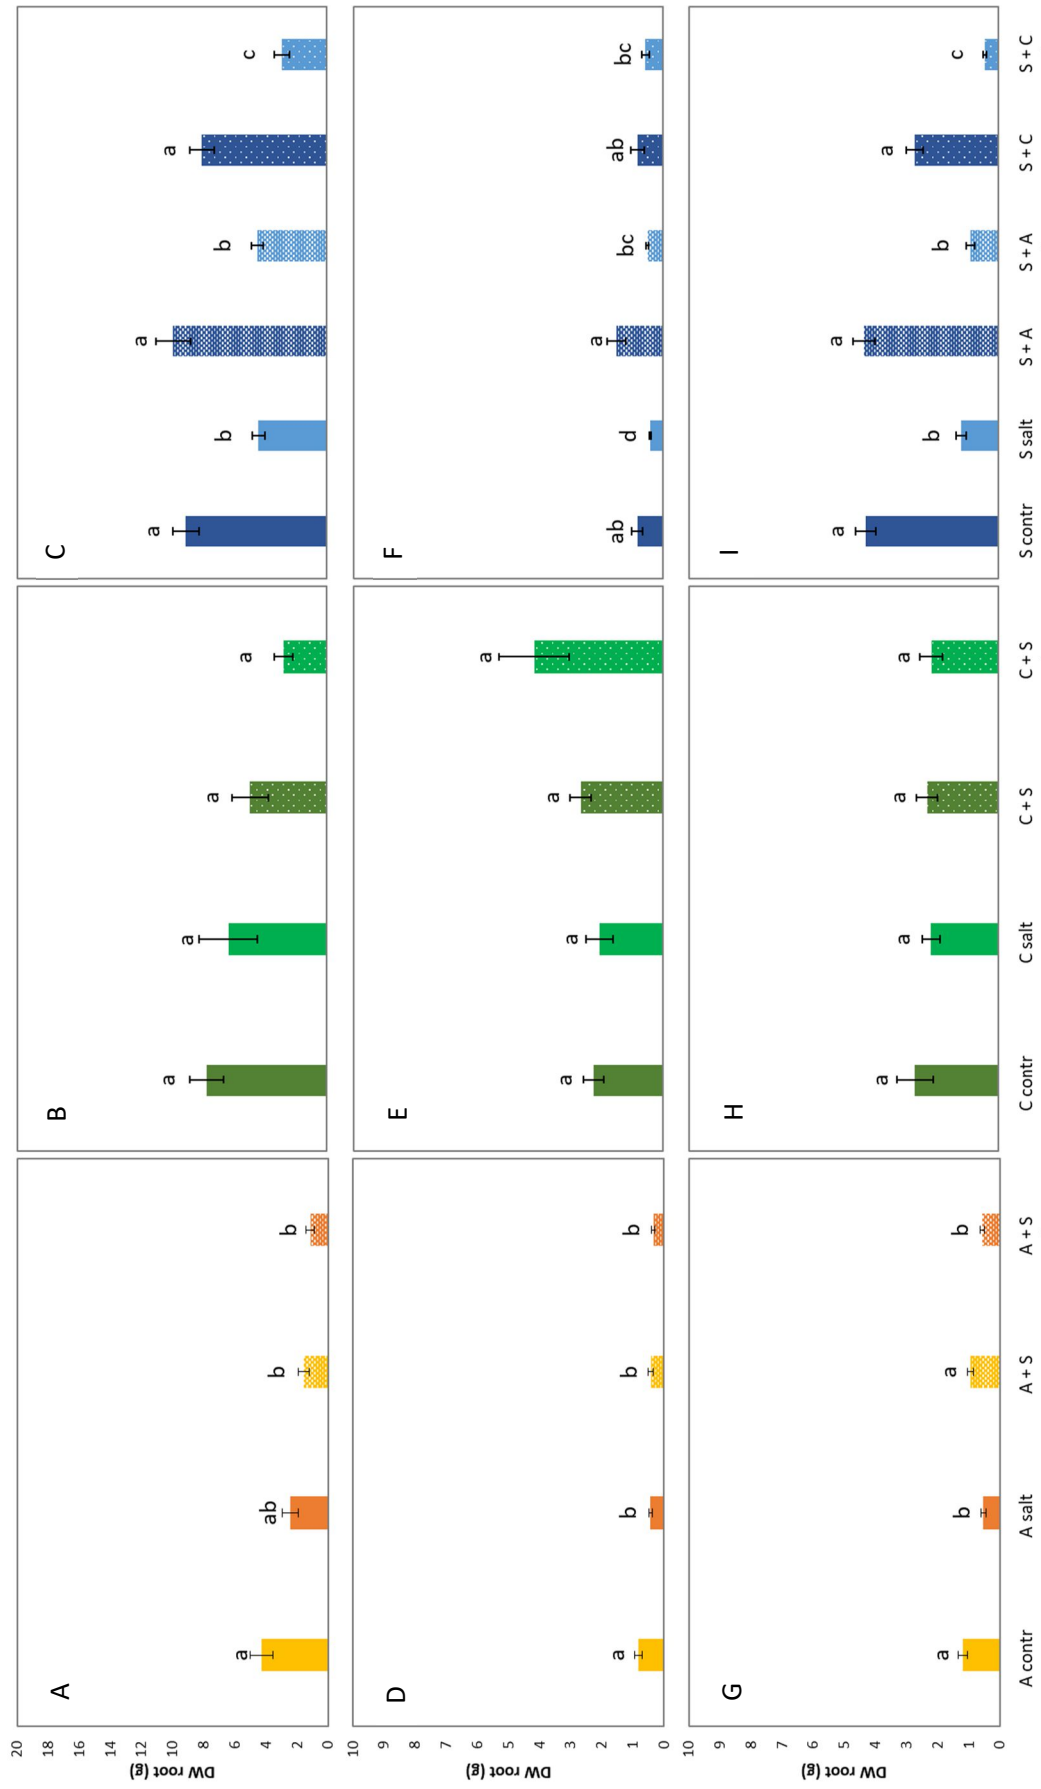 DW root (g)
20
18
16
14
12
10
8
6
4
2
0
A
a
ab
b
b
B
a
a
a
a
C
a
b
a
b
a
c
DW root (g)
10
9
8
7
6
5
4
3
2
1
0
D
a
b
b
b
E
a
a
a
a
F
ab
d
a
bc
ab
bc
DW root (g)
10
9
8
7
6
5
4
3
2
1
0
G
a
b
a
b
H
a
a
a
a
I
a
b
a
b
a
c
A contr
A salt
A + S
A + S
C contr
C salt
C + S
C + S
S contr
S salt
S + A
S + A
S + C
S + C